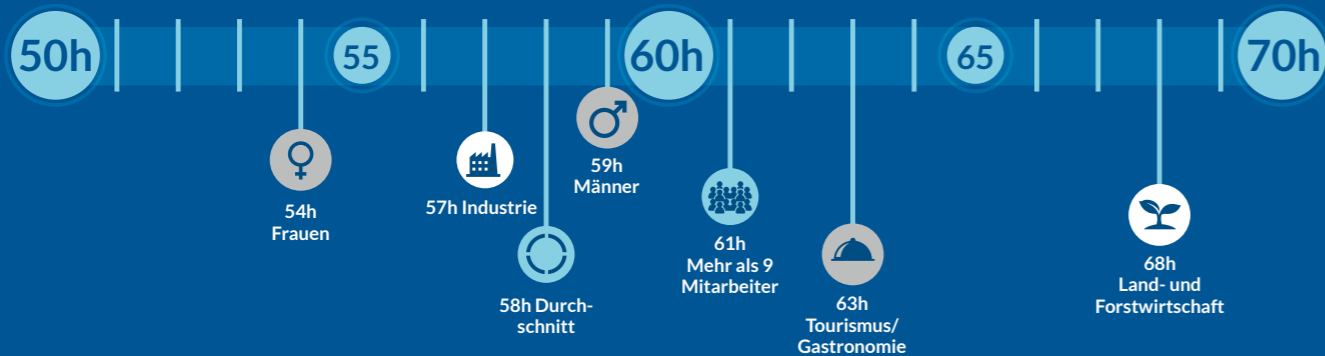 50h
55
60h
65
70h
54h
Frauen
57h Industrie
58h Durch-
schnitt
59h
Männer
61h
Mehr als 9
Mitarbeiter
63h
Tourismus/
Gastronomie
68h
Land- und
Forstwirtschaft